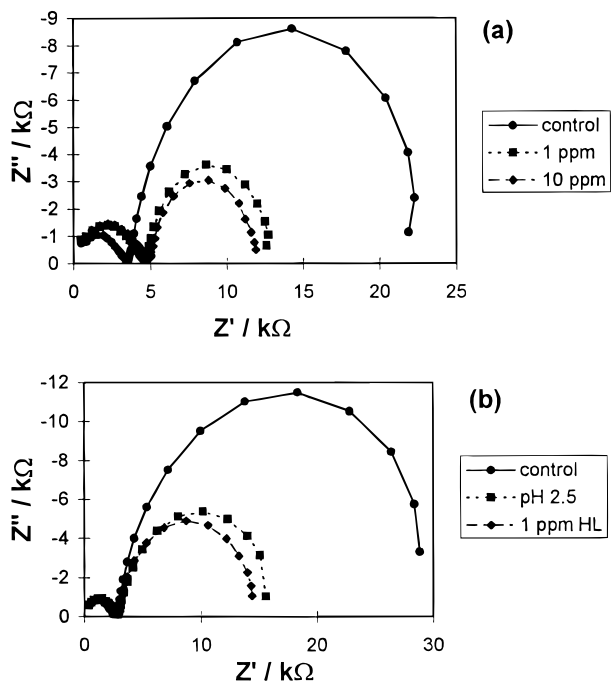 (a)
Z" / kΩ
-9
-8
-7
-6
-5
-4
-3
-2
-1
0
0 5 10 15 20 25
Z' / kΩ
control
1 ppm
10 ppm
(b)
Z" / kΩ
-12
-10
-8
-6
-4
-2
0
0 10 20 30
Z' / kΩ
control
pH 2.5
1 ppm HL